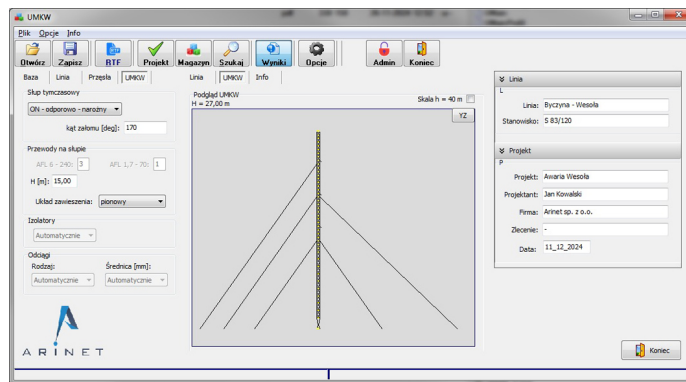 UMKW
Plik Opcje Info
Otwórz Zapisz RTF Projekt Magazyn Szukaj Wyniki Opcje Admin Koniec
Baza Linia Przęsła UMKW
Linia UMKW Info
Słup tymczasowy
ON - odporowo - narożny
kąt załomu [deg]: 170
Przewody na słupie
AFL 6 - 240: 3 AFL 1,7 - 70: 1
H [m]: 15,00
Układ zawieszenia: pionowy
Izolatory
Automatycznie
Odciągi
Rodzaj: Średnica [mm]:
Automatycznie Automatycznie
ARINET
Podgląd UMKW
H = 27,00 m
Skala h = 40 m
YZ
Linia
L
Linia: Byczyna - Wesoła
Stanowisko: S 83/120
Projekt
P
Projekt: Awaria Wesoła
Projektant: Jan Kowalski
Firma: Arinet sp. z o.o.
Zlecenie: -
Data: 11_12_2024
Koniec